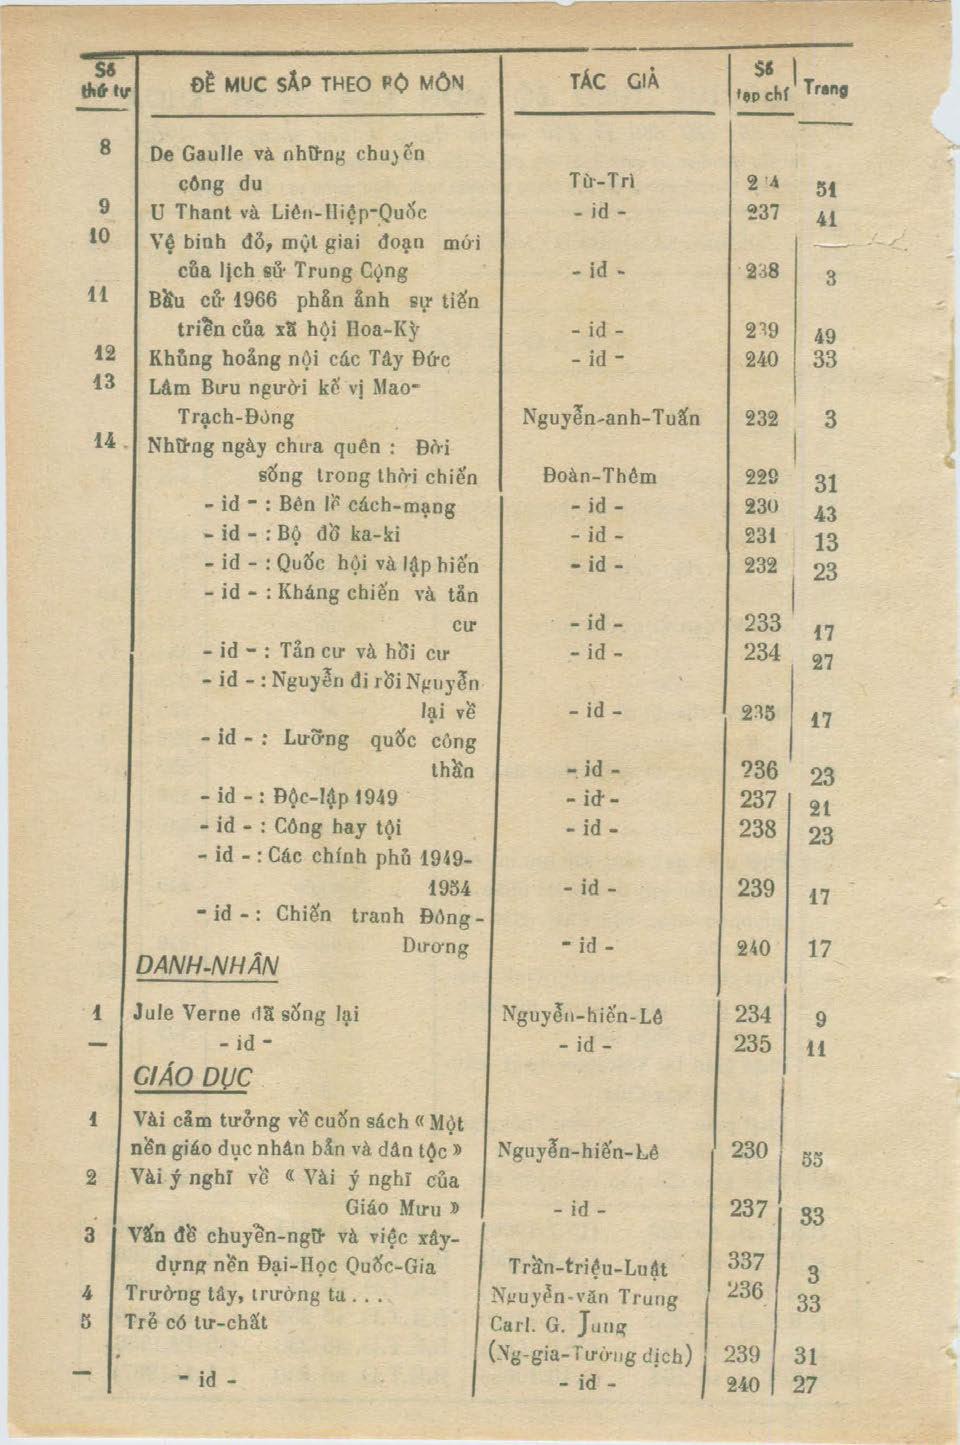 Số thứ tự ĐỀ MUC SẮP THEO BỘ MÔN TÁC GIẢ Số tạp chí Trang
8 De Gaulle và những chuyến
công du Từ-Trì 51
9 U Thant và Liên-Hiệp-Quốc - id - 237 41
10 Vệ binh đỏ, một giai đoạn mới
của lịch sử Trung Cộng - id - 238 3
11 Bầu cử 1966 phản ảnh sự tiến
triển của xã hội Hoa-Kỳ - id - 239 49
12 Khủng hoảng nội các Tây Đức - id - 240 33
13 Lâm Bưu người kế vị Mao-
Trạch-Đông Nguyễn-anh-Tuấn 232 3
14 Những ngày chưa quên : Đời
sống trong thời chiến Đoàn-Thêm 229 31
- id - : Bên lề cách-mạng - id - 230 43
- id - : Bộ đồ ka-ki - id - 231 13
- id - : Quốc hội và lập hiến - id - 232 23
- id - : Kháng chiến và tản
cư - id - 233 17
- id - : Tản cư và hồi cư - id - 234 27
- id - : Nguyễn đi rồi Nguyễn
lại về - id - 235 17
- id - : Lưỡng quốc công
thần - id - 236 23
- id - : Độc-lập 1949 - id - 237 21
- id - : Công hay tội - id - 238 23
- id - : Các chính phủ 1949-
1954 - id - 239 17
- id - : Chiến tranh Đông-
Dương - id - 240 17
DANH-NHÂN
1 Jule Verne đã sống lại Nguyễn-hiến-Lê 234 9
— - id - - id - 235 11
GIÁO DỤC
1 Vài cảm tưởng về cuốn sách « Một
nền giáo dục nhân bản và dân tộc » Nguyễn-hiến-Lê 230 55
2 Vài ý nghĩ về « Vài ý nghĩ của
Giáo Mưu » - id - 237 33
3 Vấn đề chuyển-ngữ và việc xây-
dựng nền Đại-Học Quốc-Gia Trần-triệu-Luật 337 3
4 Trường tây, trường ta . . . Nguyễn-văn Trung 236 33
5 Trẻ có tư-chất Carl. G. Jung
(Ng-gia-Tường dịch) 239 31
— - id - - id - 240 27